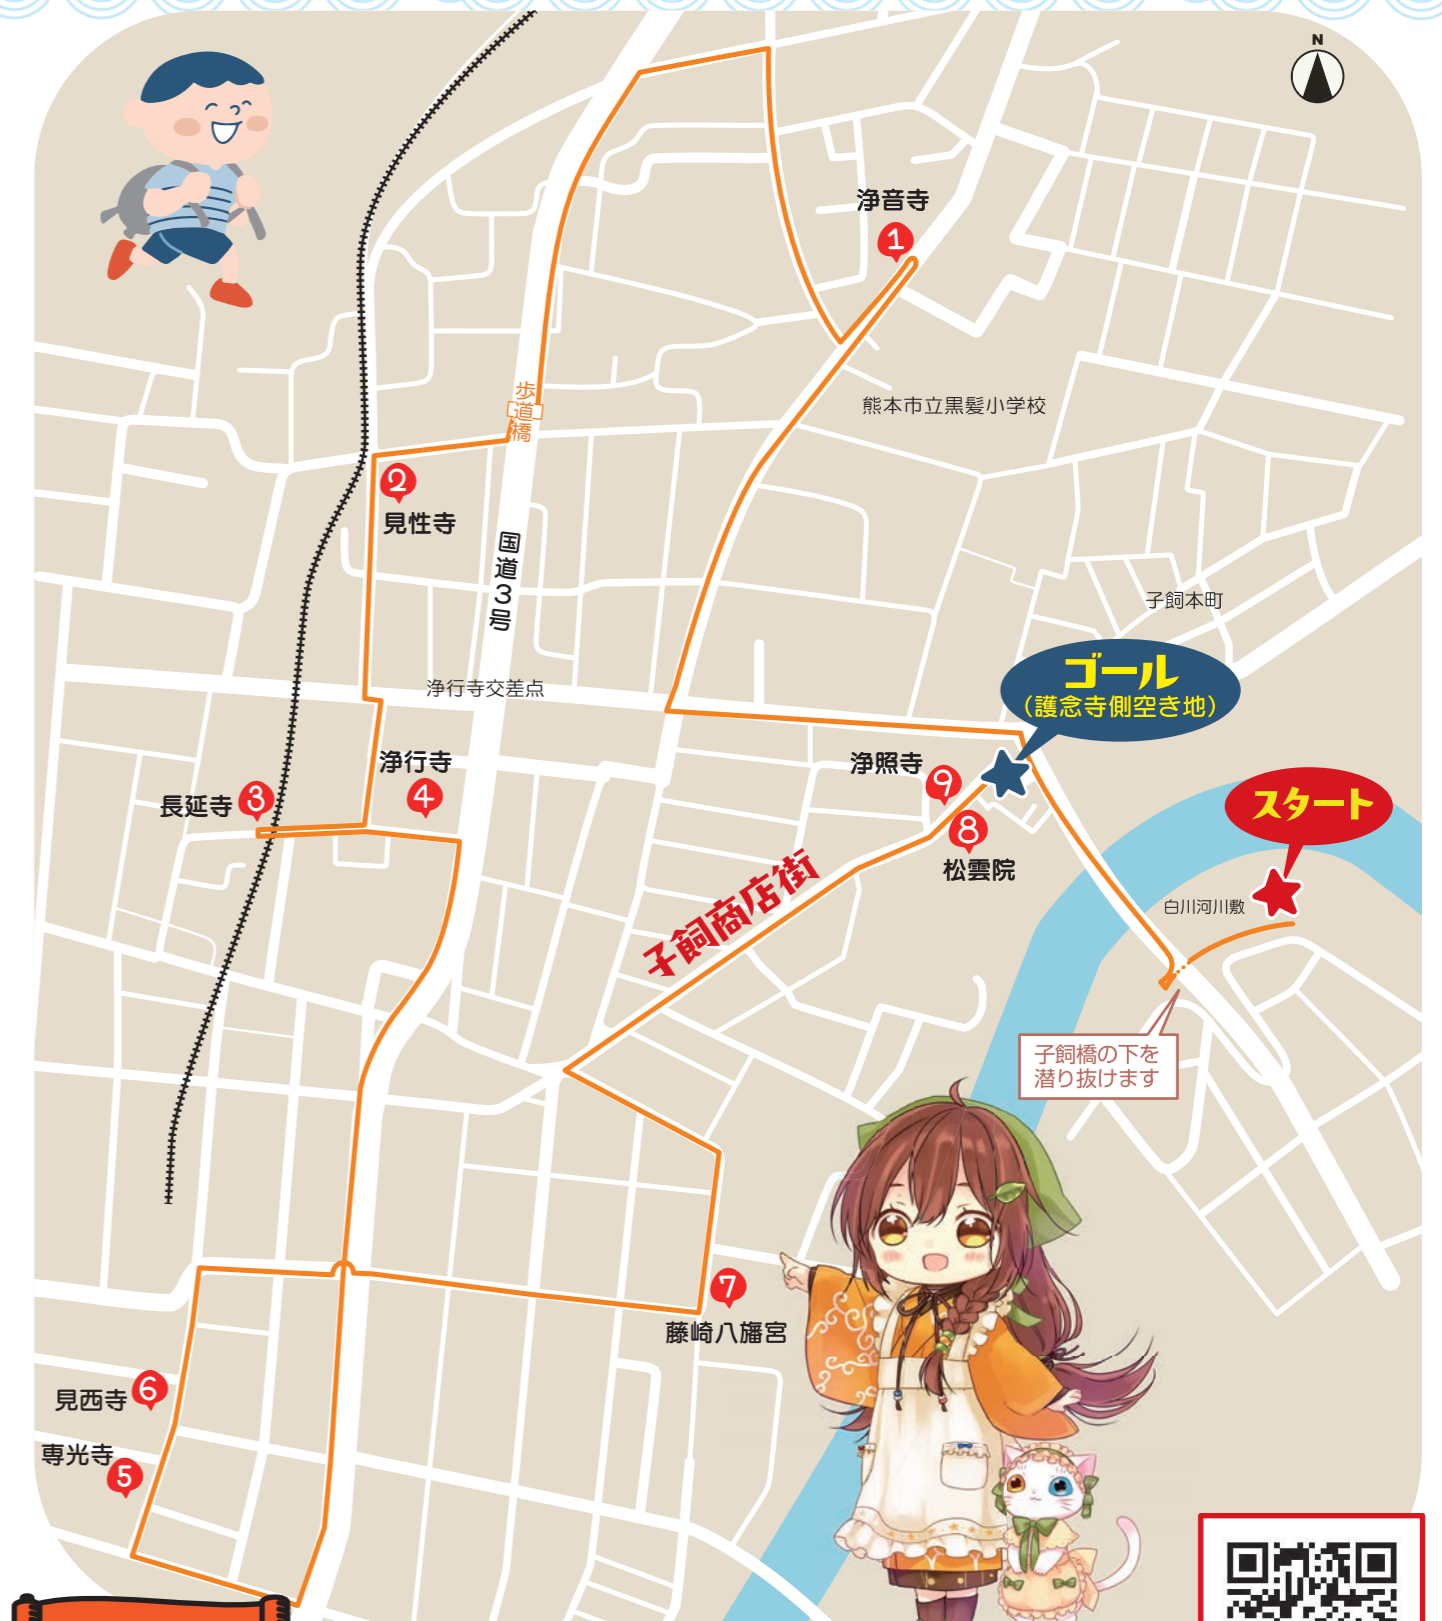 N
浄音寺
1
熊本市立黒髪小学校
歩道橋
2
見性寺
国道3号
子飼本町
ゴール
(護念寺側空き地)
浄行寺交差点
浄行寺
4
長延寺
3
浄照寺
9
8
松雲院
スタート
白川河川敷
子飼商店街
子飼橋の下を
潜り抜けます
7
藤崎八旛宮
見西寺
6
専光寺
5